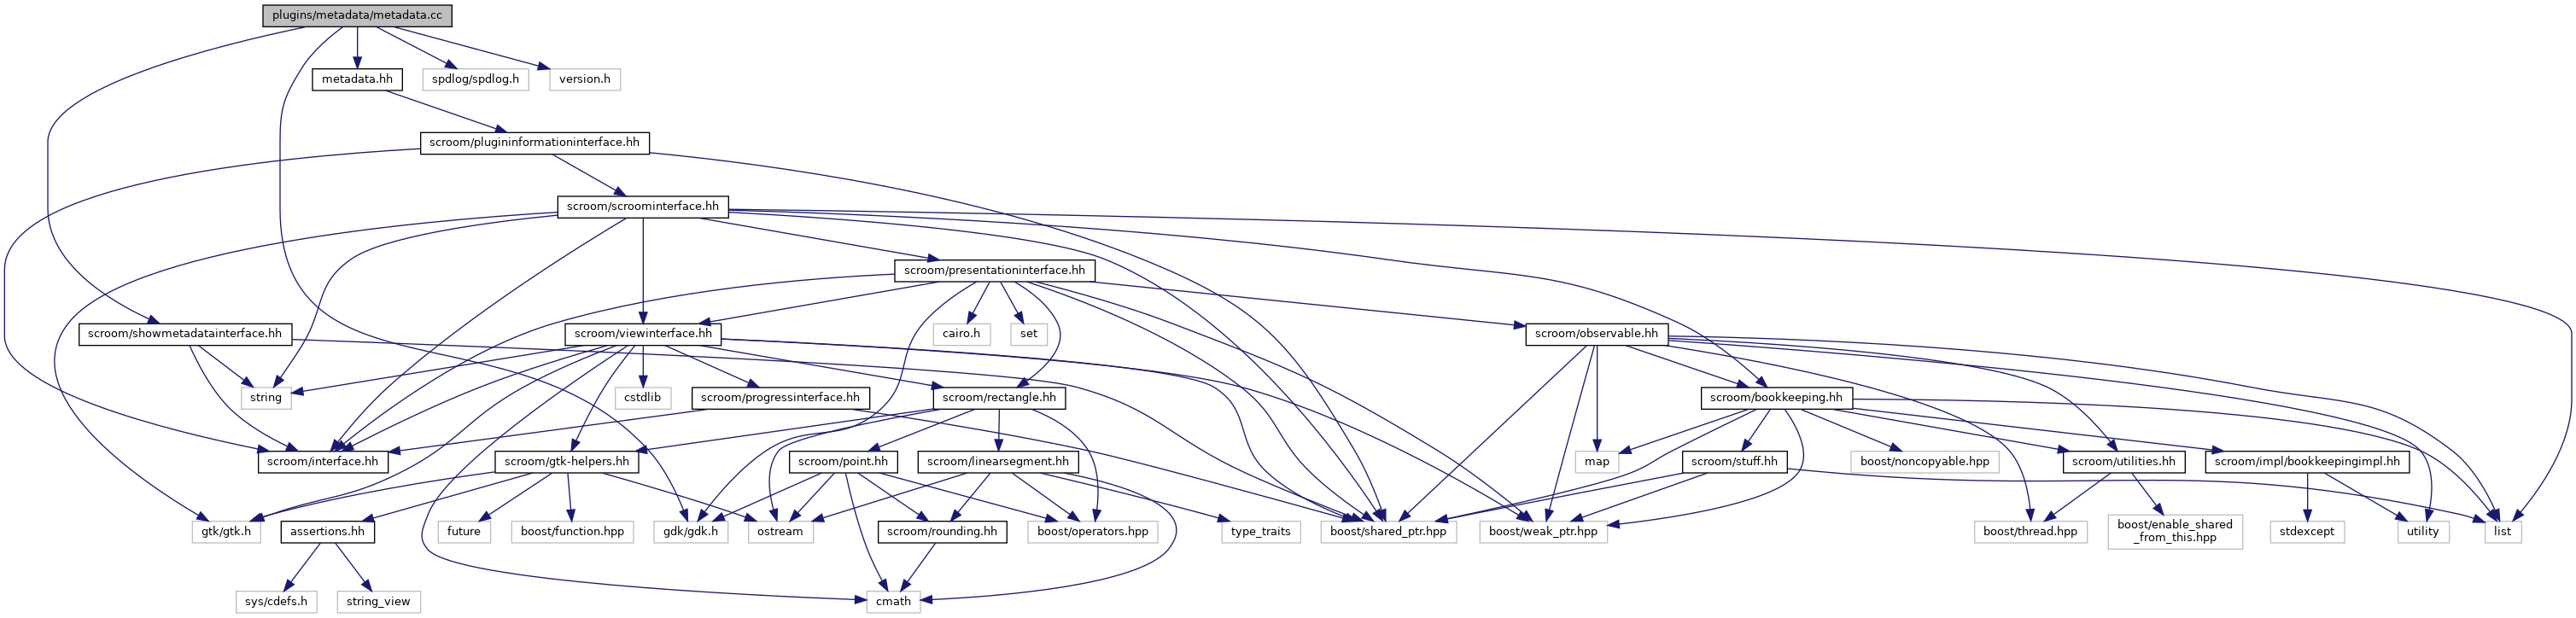 plugins/metadata/metadata.cc
metadata.hh
spdlog/spdlog.h
version.h
scroom/plugininformationinterface.hh
scroom/scroominterface.hh
scroom/presentationinterface.hh
scroom/showmetadatainterface.hh
scroom/viewinterface.hh
cairo.h
set
scroom/observable.hh
string
cstdlib
scroom/progressinterface.hh
scroom/rectangle.hh
scroom/bookkeeping.hh
scroom/interface.hh
scroom/gtk-helpers.hh
scroom/point.hh
scroom/linearsegment.hh
map
scroom/stuff.hh
boost/noncopyable.hpp
scroom/utilities.hh
scroom/impl/bookkeepingimpl.hh
gtk/gtk.h
assertions.hh
future
boost/function.hpp
gdk/gdk.h
ostream
scroom/rounding.hh
boost/operators.hpp
type_traits
boost/shared_ptr.hpp
boost/weak_ptr.hpp
boost/thread.hpp
boost/enable_shared
_from_this.hpp
stdexcept
utility
list
sys/cdefs.h
string_view
cmath